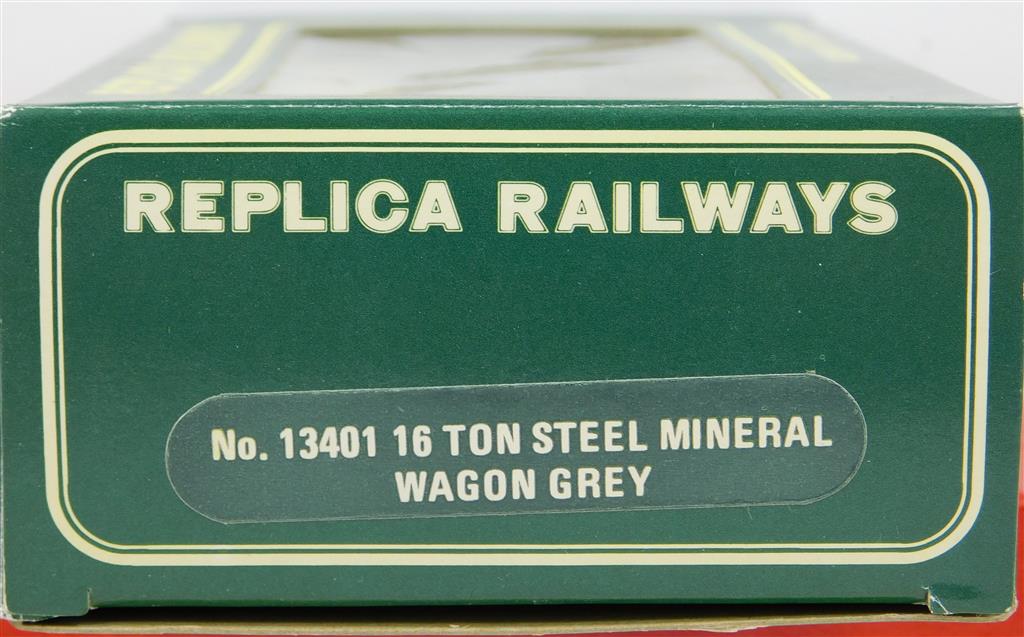 REPLICA RAILWAYS
No. 13401 16 TON STEEL MINERAL
WAGON GREY